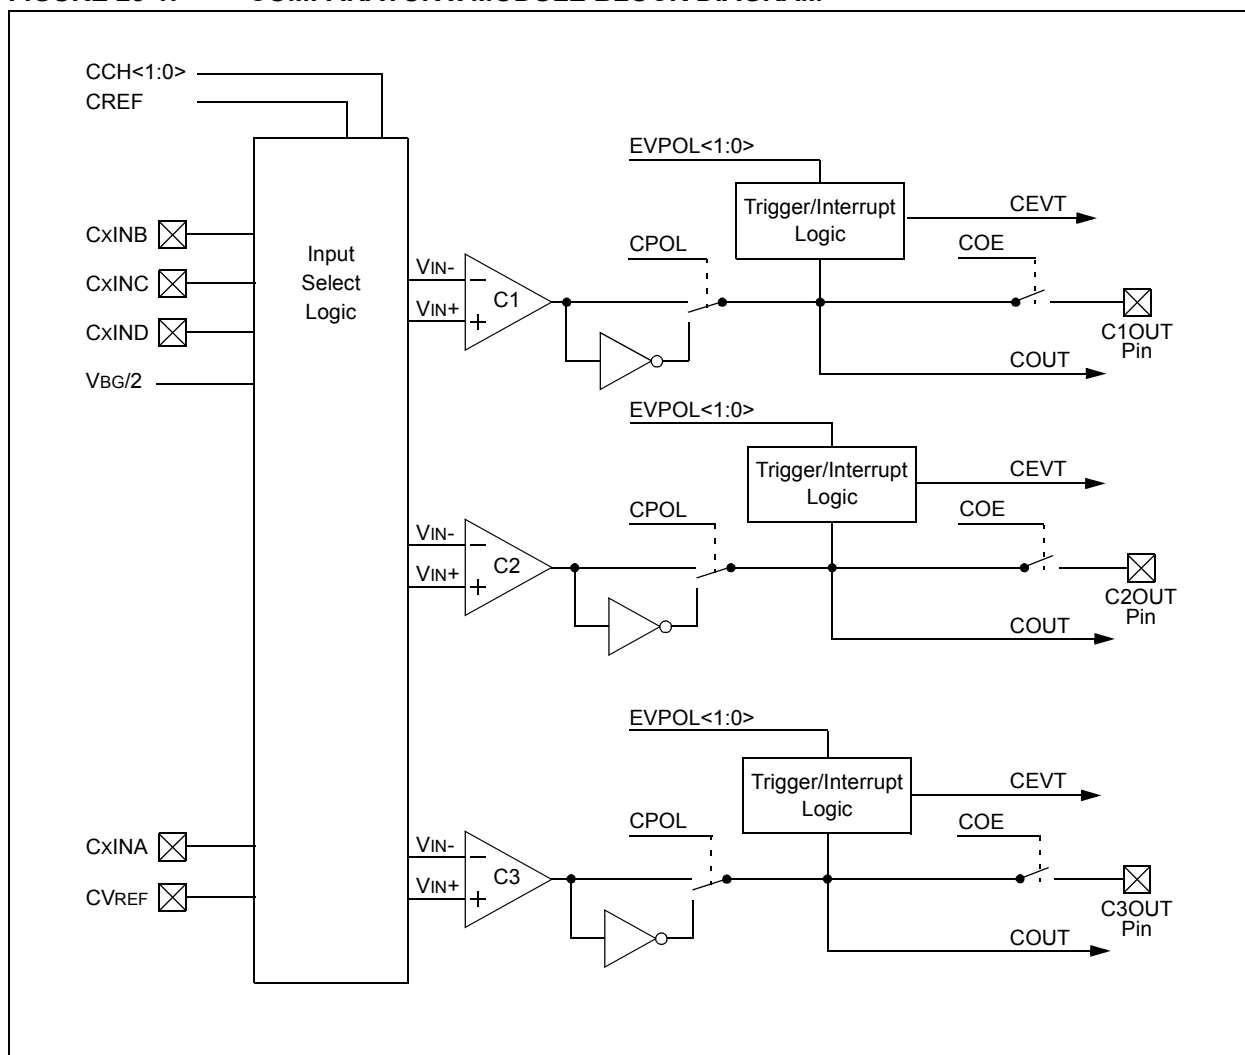 CCH<1:0>
CREF
CXINB
CXINC
CXIND
VBG/2
CXINA
CVREF
Input
Select
Logic
EVPOL<1:0>
Trigger/Interrupt
Logic
CEVT
CPOL
COE
VIN-
VIN+
C1
C1OUT
Pin
COUT
EVPOL<1:0>
Trigger/Interrupt
Logic
CEVT
CPOL
COE
VIN-
VIN+
C2
C2OUT
Pin
COUT
EVPOL<1:0>
Trigger/Interrupt
Logic
CEVT
CPOL
COE
VIN-
VIN+
C3
C3OUT
Pin
COUT